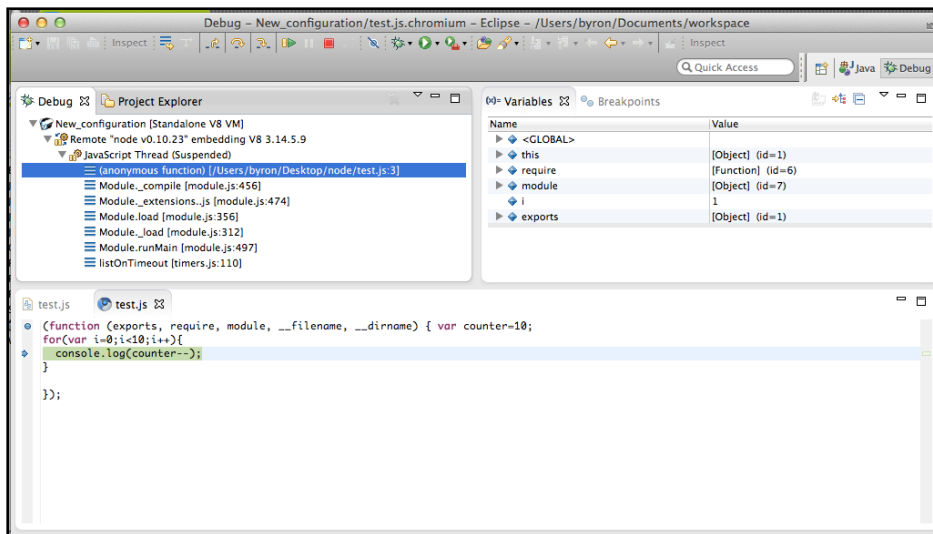 Debug – New_configuration/test.js.chromium – Eclipse – /Users/byron/Documents/workspace
Inspect
Inspect
Quick Access
Java
Debug
Debug
Project Explorer
New_configuration [Standalone V8 VM]
Remote "node v0.10.23" embedding V8 3.14.5.9
JavaScript Thread (Suspended)
(anonymous function) [/Users/byron/Desktop/node/test.js:3]
Module._compile [module.js:456]
Module._extensions..js [module.js:474]
Module.load [module.js:356]
Module._load [module.js:312]
Module.runMain [module.js:497]
listOnTimeout [timers.js:110]
(x)= Variables
Breakpoints
Name Value
<GLOBAL>
this [Object] (id=1)
require [Function] (id=6)
module [Object] (id=7)
i 1
exports [Object] (id=1)
test.js
test.js
(function (exports, require, module, __filename, __dirname) { var counter=10;
for(var i=0;i<10;i++){
console.log(counter--);
}
});